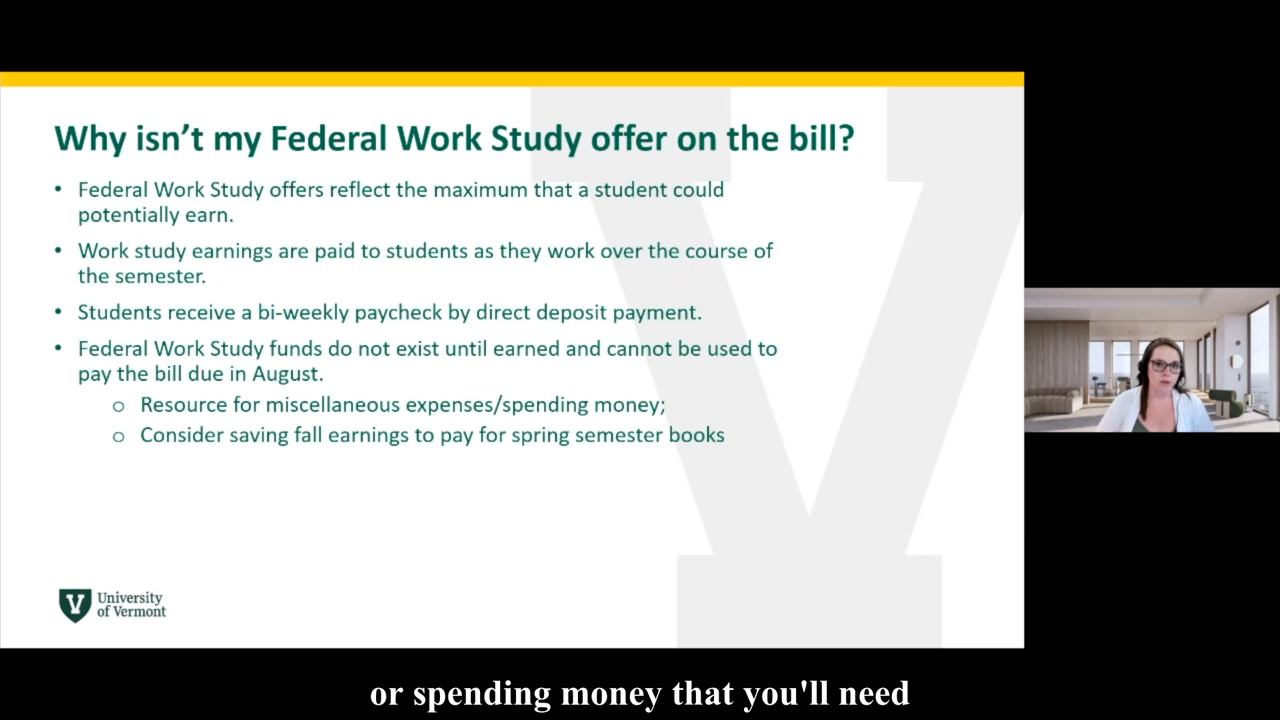 Why isn't my Federal Work Study offer on the bill?
• Federal Work Study offers reflect the maximum that a student could
potentially earn.
• Work study earnings are paid to students as they work over the course of
the semester.
• Students receive a bi-weekly paycheck by direct deposit payment.
• Federal Work Study funds do not exist until earned and cannot be used to
pay the bill due in August.
o Resource for miscellaneous expenses/spending money;
o Consider saving fall earnings to pay for spring semester books
V
University
of Vermont
or spending money that you'll need